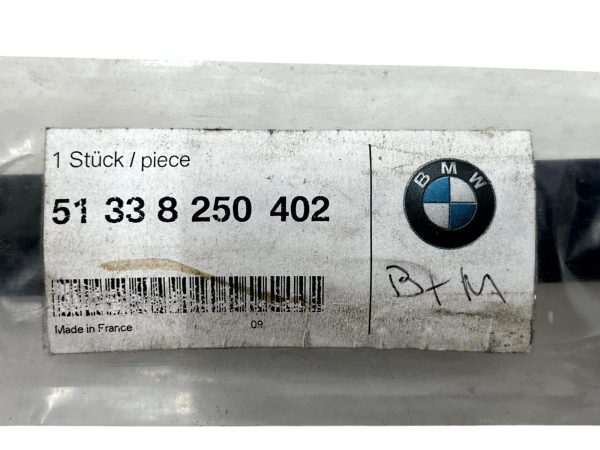 1 Stück / piece
51 33 8 250 402
Made in France
09
BMW
B+M